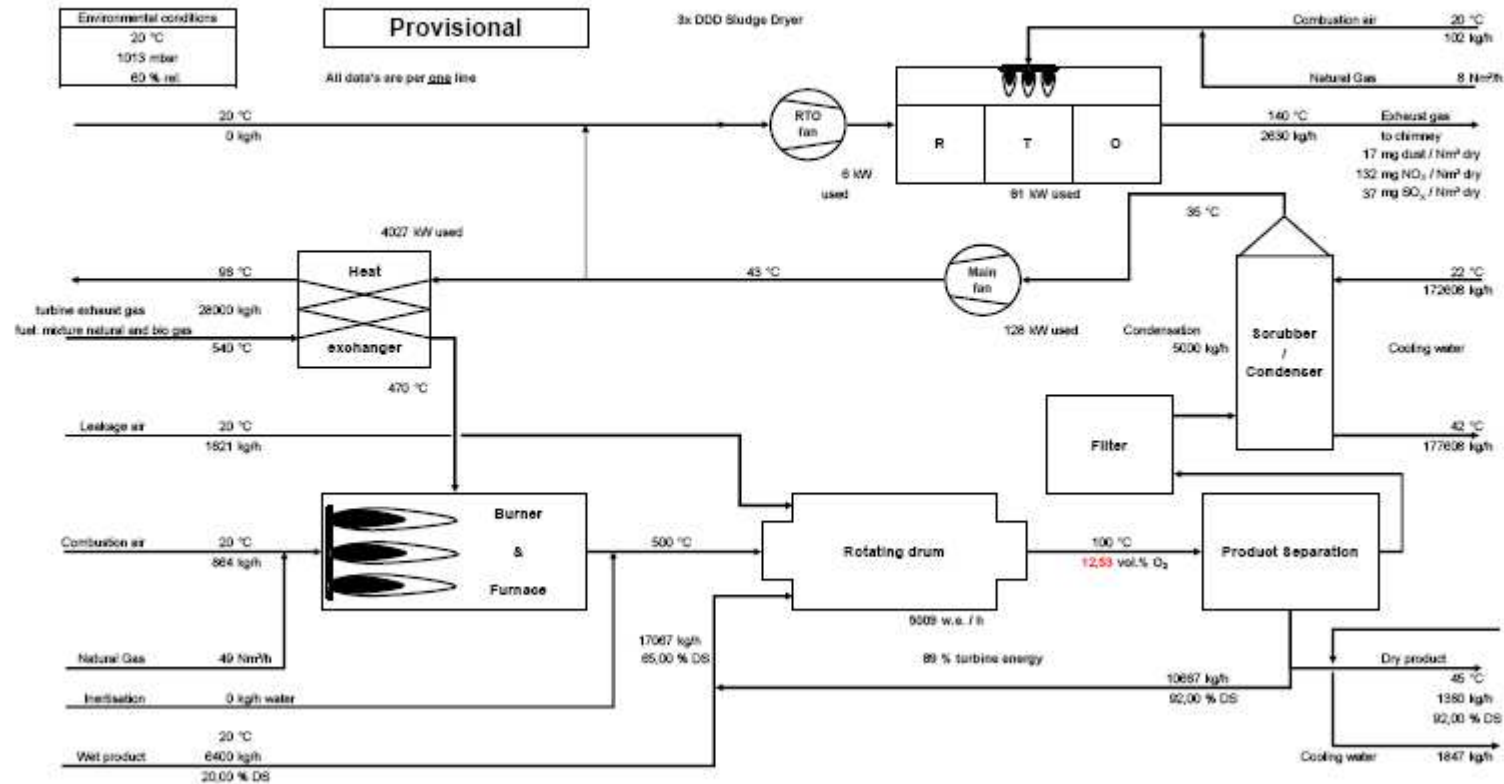 Environmental conditions
20 °C
1013 mbar
60 % rel.
Provisional
All data's are per one line
3x DDD Sludge Dryer
Combustion air 20 °C
102 kg/h
Natural Gas 8 Nm³/h
20 °C
0 kg/h
RTO
fan
6 kW
used
R T O
61 kW used
140 °C
2630 kg/h
Exhaust gas
to chimney
17 mg dust / Nm³ dry
132 mg NOₓ / Nm³ dry
37 mg SOₓ / Nm³ dry
35 °C
4027 kW used
Heat
exchanger
98 °C
turbine exhaust gas 28000 kg/h
fuel: mixture natural and bio gas
540 °C
470 °C
43 °C
Main
fan
128 kW used
Condensation
5000 kg/h
Scrubber
/
Condenser
22 °C
172608 kg/h
Cooling water
42 °C
177608 kg/h
Filter
Leakage air 20 °C
1621 kg/h
Combustion air 20 °C
864 kg/h
Burner
&
Furnace
500 °C
Rotating drum
5009 w.e. / h
100 °C
12,53 vol.% O₂
Product Separation
Natural Gas 49 Nm³/h
Inertisation 0 kg/h water
17067 kg/h
65,00 % DS
89 % turbine energy
10667 kg/h
92,00 % DS
Dry product
45 °C
1380 kg/h
92,00 % DS
Cooling water 1847 kg/h
20 °C
Wet product 6400 kg/h
20,00 % DS